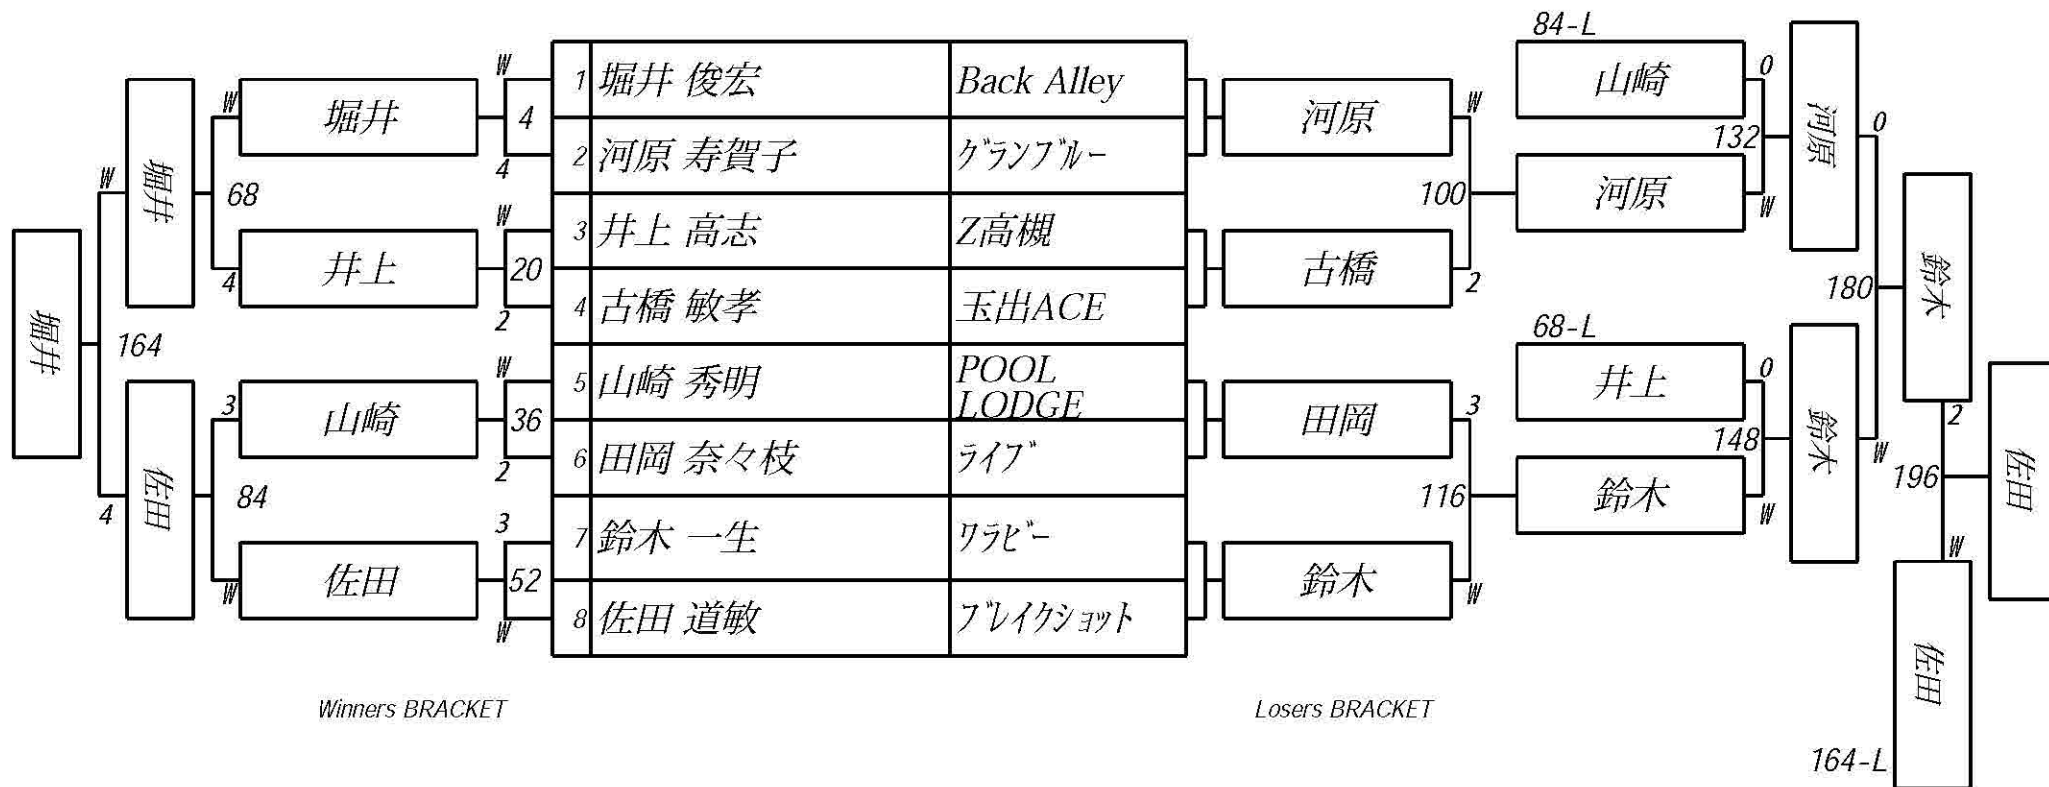 84-L
W
1 堀井 俊宏 Back Alley
山崎
0
W
堀井
4
河原
W
河原
0
2 河原 寿賀子 グランブルー
4
132
堀井
W
68
100
河原
W
鈴木
W
3 井上 高志 Z高槻
4
井上
20
古橋
2
180
4 古橋 敏孝 玉出ACE
2
68-L
堀井
164
W
5 山崎 秀明 POOL
LODGE
井上
0
3
山崎
36
田岡
3
鈴木
2
148
W
6 田岡 奈々枝 ライブ
2
佐田
佐田
196
84
116
鈴木
W
4
3
7 鈴木 一生 ワラビー
W
佐田
52
鈴木
W
W
8 佐田 道敏 ブレイクショット
W
佐田
Winners BRACKET
Losers BRACKET
164-L